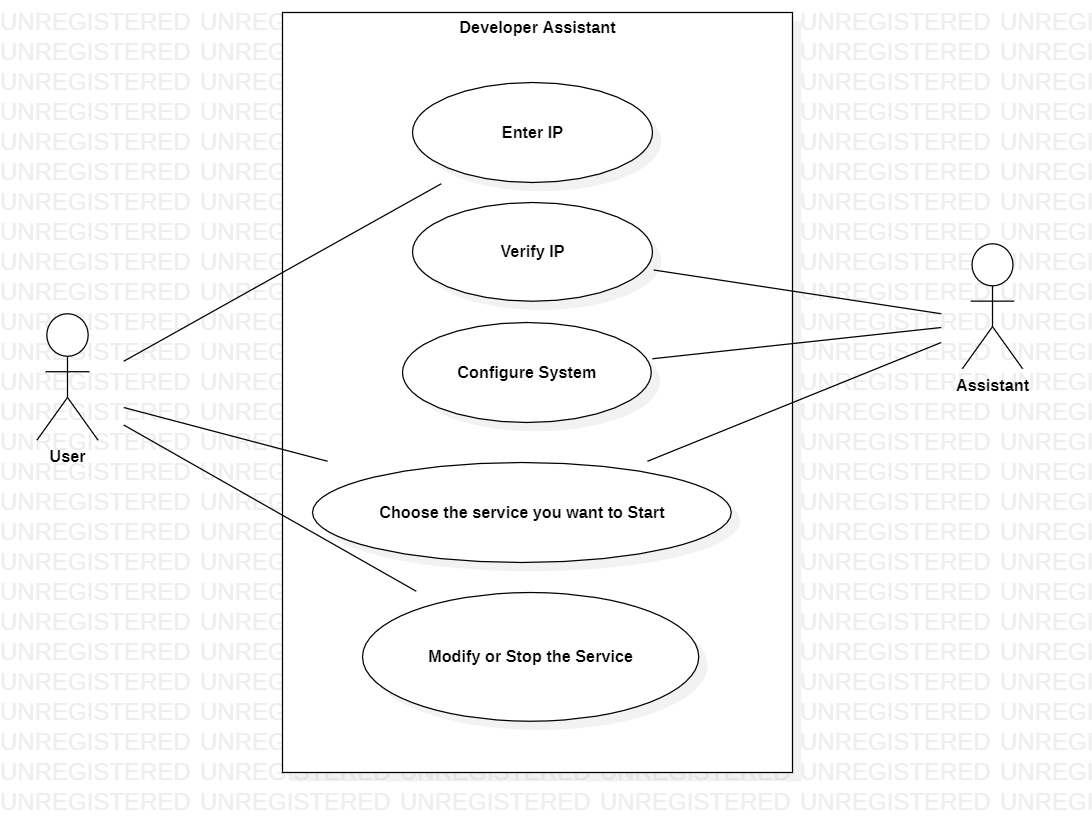 Developer Assistant
Enter IP
Verify IP
Configure System
Choose the service you want to Start
Modify or Stop the Service
User
Assistant
UNREGISTERED